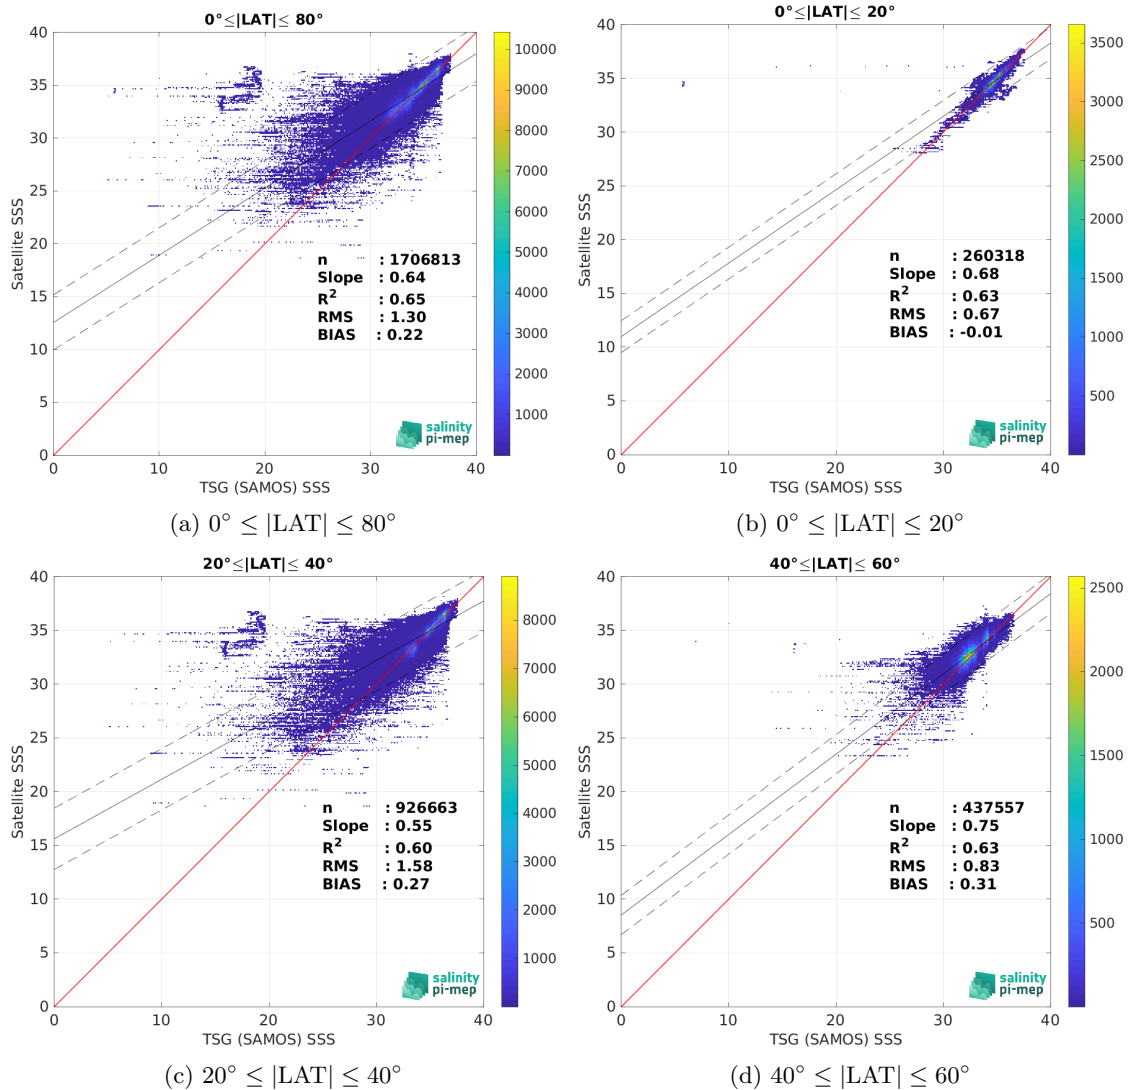 0°≤|LAT|≤ 80°
40
35
30
25
20
15
10
5
0
Satellite SSS
0
10
20
30
40
TSG (SAMOS) SSS
n : 1706813
Slope : 0.64
R² : 0.65
RMS : 1.30
BIAS : 0.22
salinity
pi-mep
10000
9000
8000
7000
6000
5000
4000
3000
2000
1000
(a) 0° ≤ |LAT| ≤ 80°
0°≤|LAT|≤ 20°
40
35
30
25
20
15
10
5
0
Satellite SSS
0
10
20
30
40
TSG (SAMOS) SSS
n : 260318
Slope : 0.68
R² : 0.63
RMS : 0.67
BIAS : -0.01
salinity
pi-mep
3500
3000
2500
2000
1500
1000
500
(b) 0° ≤ |LAT| ≤ 20°
20°≤|LAT|≤ 40°
40
35
30
25
20
15
10
5
0
Satellite SSS
0
10
20
30
40
TSG (SAMOS) SSS
n : 926663
Slope : 0.55
R² : 0.60
RMS : 1.58
BIAS : 0.27
salinity
pi-mep
8000
7000
6000
5000
4000
3000
2000
1000
(c) 20° ≤ |LAT| ≤ 40°
40°≤|LAT|≤ 60°
40
35
30
25
20
15
10
5
0
Satellite SSS
0
10
20
30
40
TSG (SAMOS) SSS
n : 437557
Slope : 0.75
R² : 0.63
RMS : 0.83
BIAS : 0.31
salinity
pi-mep
2500
2000
1500
1000
500
(d) 40° ≤ |LAT| ≤ 60°